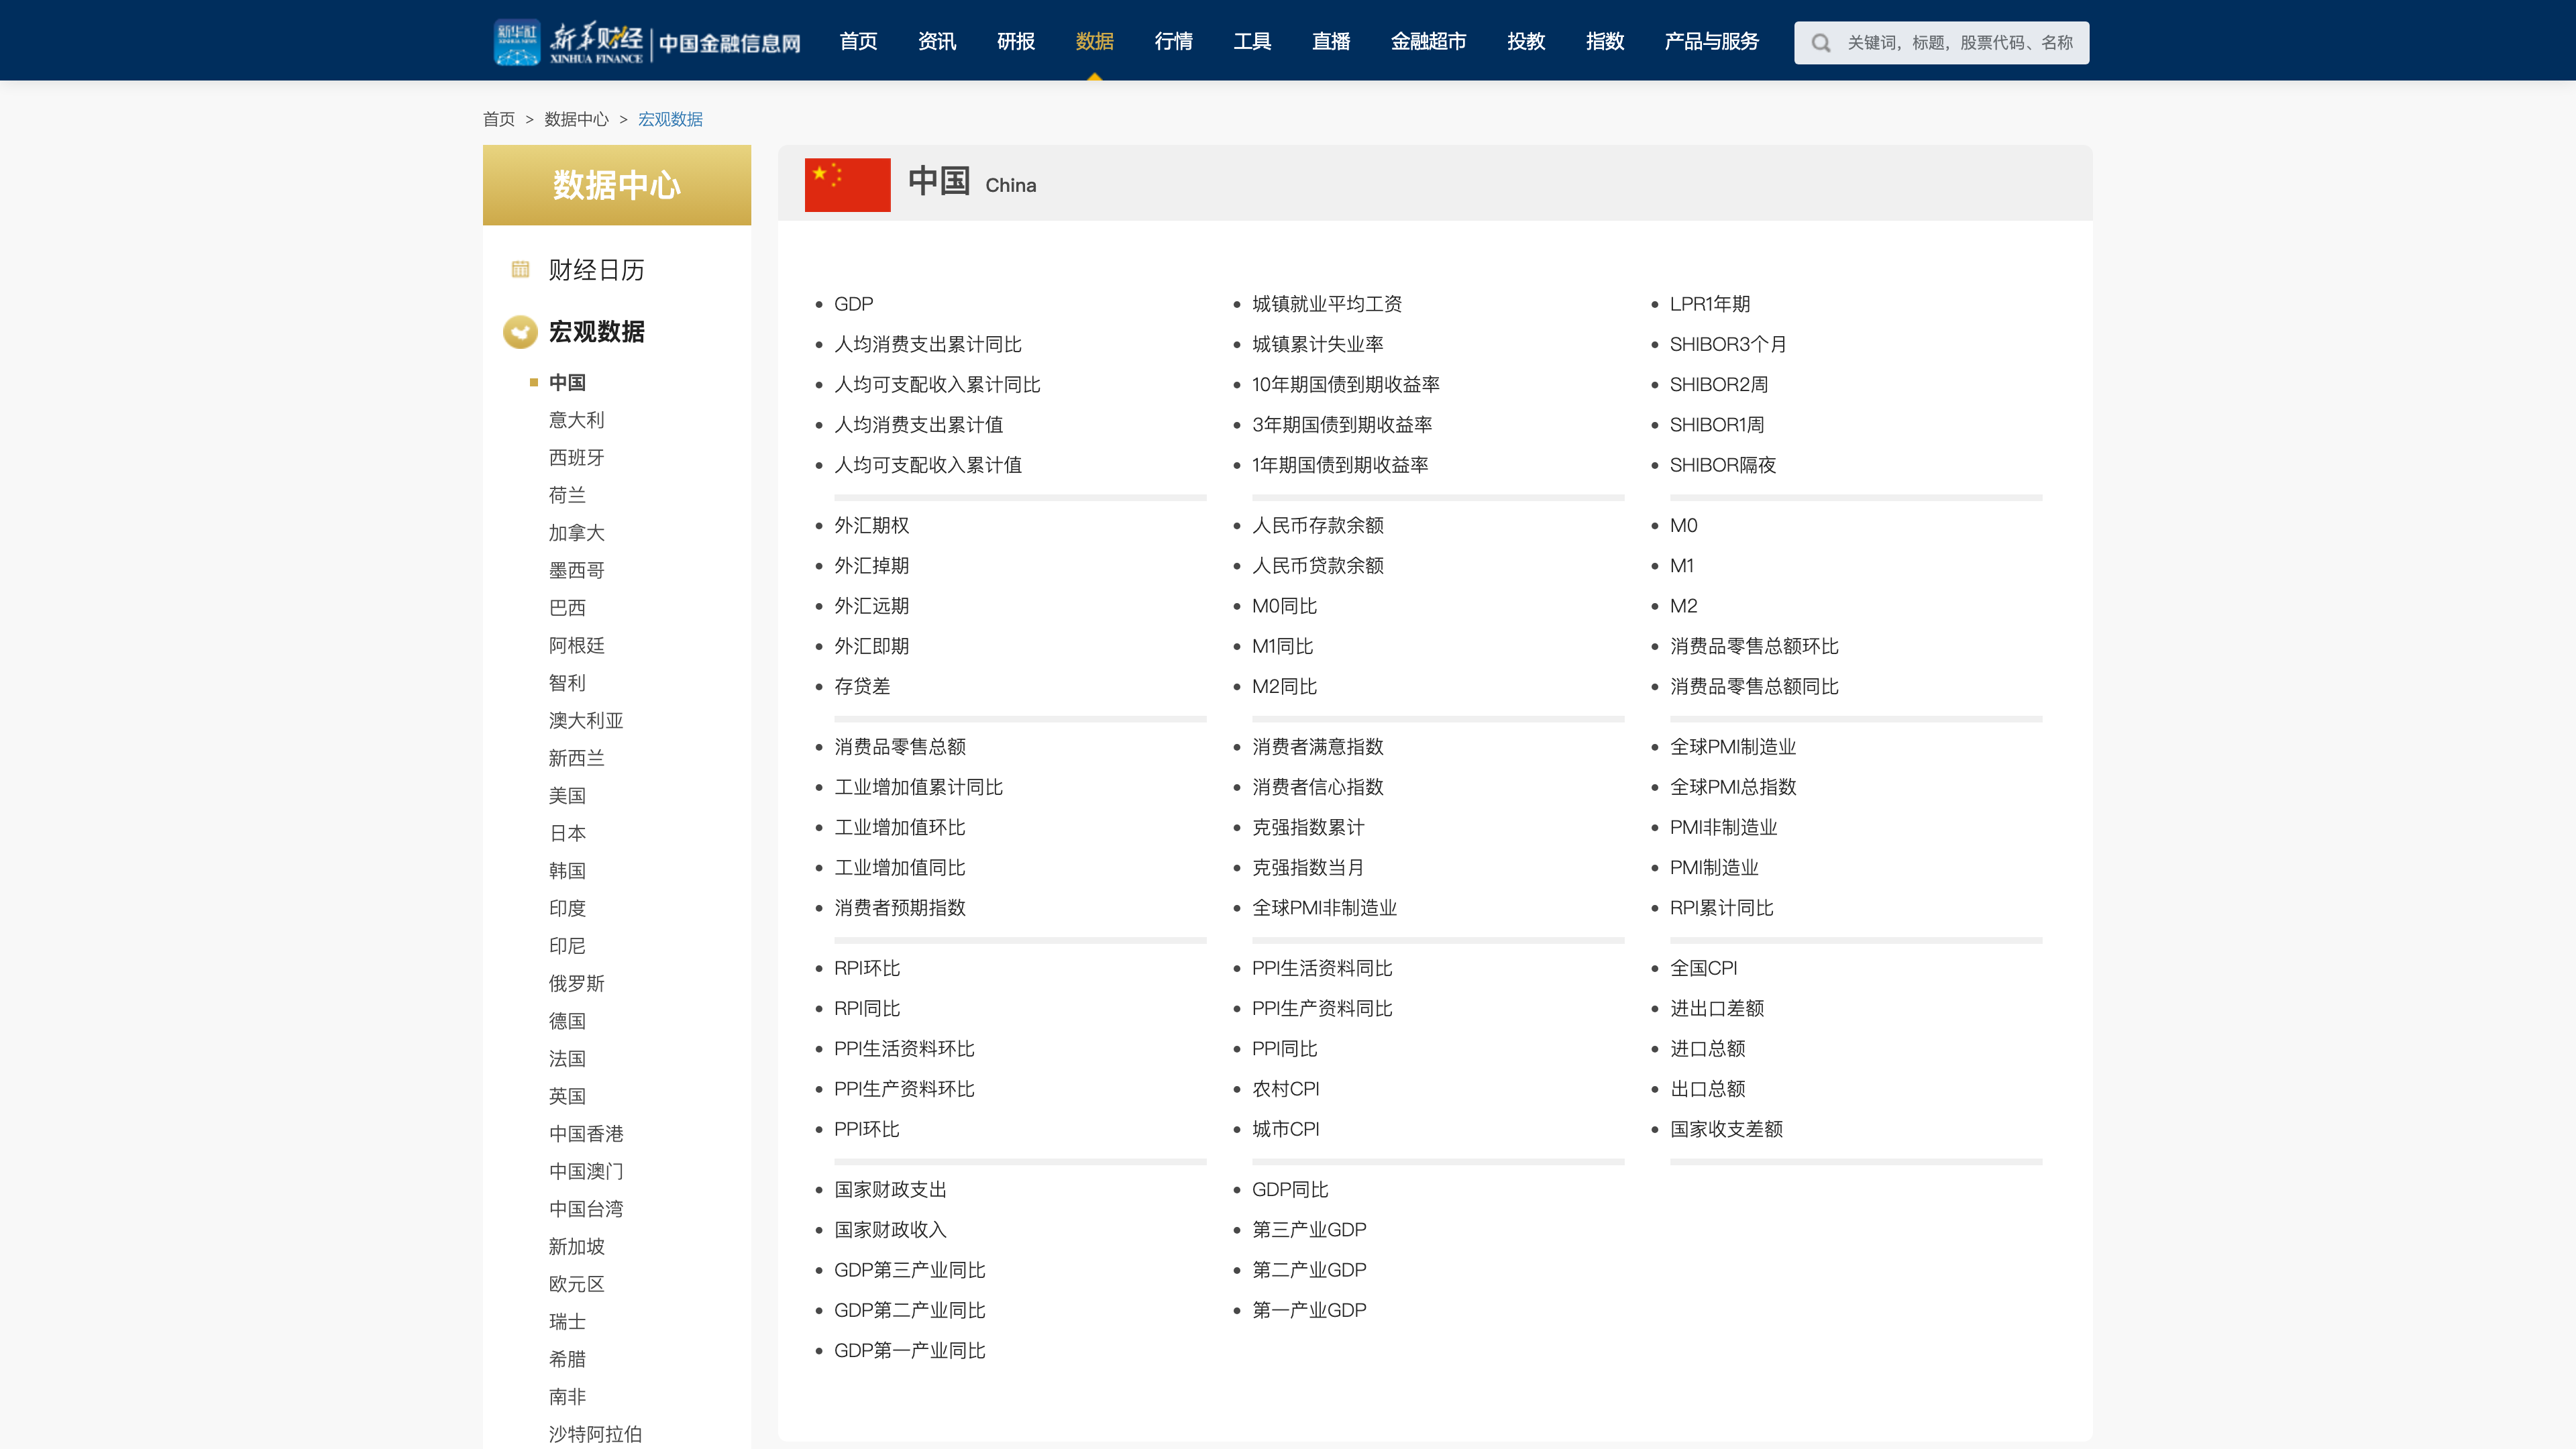 新华社
XINHUA NEWS
新华财经
XINHUA FINANCE
中国金融信息网
首页 资讯 研报 数据 行情 工具 直播 金融超市 投教 指数 产品与服务
关键词，标题，股票代码、名称
首页 > 数据中心 > 宏观数据
数据中心
财经日历
宏观数据
中国
意大利
西班牙
荷兰
加拿大
墨西哥
巴西
阿根廷
智利
澳大利亚
新西兰
美国
日本
韩国
印度
印尼
俄罗斯
德国
法国
英国
中国香港
中国澳门
中国台湾
新加坡
欧元区
瑞士
希腊
南非
沙特阿拉伯
中国 China
GDP
人均消费支出累计同比
人均可支配收入累计同比
人均消费支出累计值
人均可支配收入累计值
城镇就业平均工资
城镇累计失业率
10年期国债到期收益率
3年期国债到期收益率
1年期国债到期收益率
LPR1年期
SHIBOR3个月
SHIBOR2周
SHIBOR1周
SHIBOR隔夜
外汇期权
外汇掉期
外汇远期
外汇即期
存贷差
人民币存款余额
人民币贷款余额
M0同比
M1同比
M2同比
M0
M1
M2
消费品零售总额环比
消费品零售总额同比
消费品零售总额
工业增加值累计同比
工业增加值环比
工业增加值同比
消费者预期指数
消费者满意指数
消费者信心指数
克强指数累计
克强指数当月
全球PMI非制造业
全球PMI制造业
全球PMI总指数
PMI非制造业
PMI制造业
RPI累计同比
RPI环比
RPI同比
PPI生活资料环比
PPI生产资料环比
PPI环比
PPI生活资料同比
PPI生产资料同比
PPI同比
农村CPI
城市CPI
全国CPI
进出口差额
进口总额
出口总额
国家收支差额
国家财政支出
国家财政收入
GDP第三产业同比
GDP第二产业同比
GDP第一产业同比
GDP同比
第三产业GDP
第二产业GDP
第一产业GDP